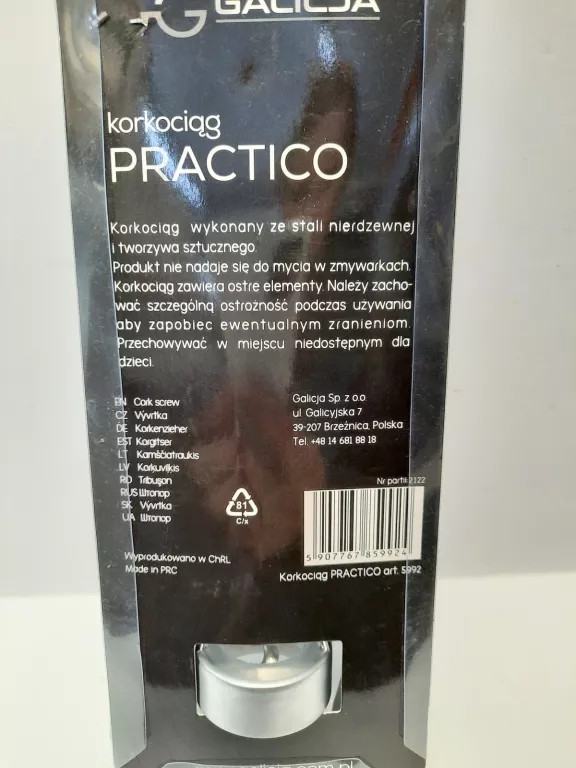 GALICJA
korkociąg
PRACTICO
Korkociąg wykonany ze stali nierdzewnej
i tworzywa sztucznego.
Produkt nie nadaje się do mycia w zmywarkach.
Korkociąg zawiera ostre elementy. Należy zacho-
wać szczególną ostrożność podczas używania
aby zapobiec ewentualnym zranieniom.
Przechowywać w miejscu niedostępnym dla
dzieci.
EN Cork screw
CZ Vývrtka
DE Korkenzieher
EST Korgitser
LT Kamščiatraukis
LV Korkuviļķis
RO Tribuşon
RUS Штопор
SK Vývrtka
UA Штопор
Galicja Sp. z o.o.
ul. Galicyjska 7
39-207 Brzeźnica, Polska
Tel. +48 14 681 88 18
81
C/x
Nr partii: 2122
5 907767 859924
Korkociąg PRACTICO art. 5992
Wyprodukowano w ChRL
Made in PRC